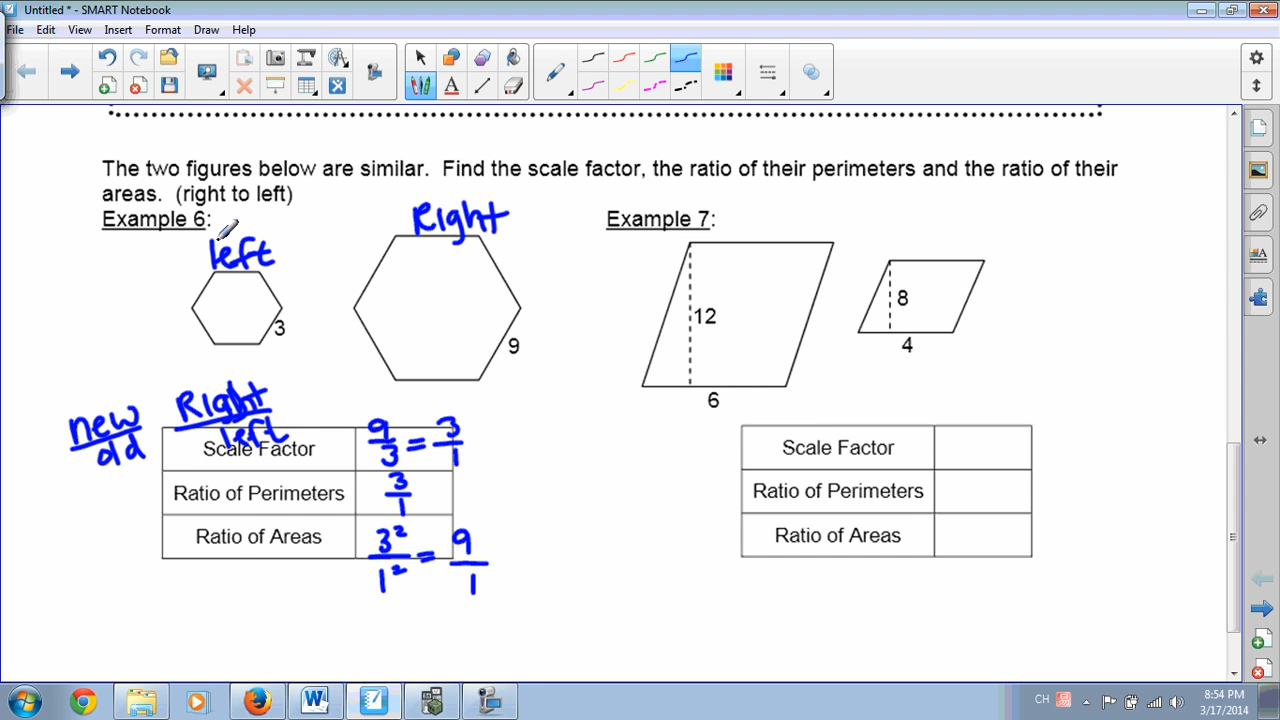 Untitled * - SMART Notebook
File Edit View Insert Format Draw Help
The two figures below are similar. Find the scale factor, the ratio of their perimeters and the ratio of their
areas. (right to left)
Example 6:
Right
Example 7:
left
3
9
12
6
8
4
new/old
Right/left
Scale Factor 9/3 = 3/1
Ratio of Perimeters 3/1
Ratio of Areas 3²/1² = 9/1
Scale Factor
Ratio of Perimeters
Ratio of Areas
CH
8:54 PM
3/17/2014